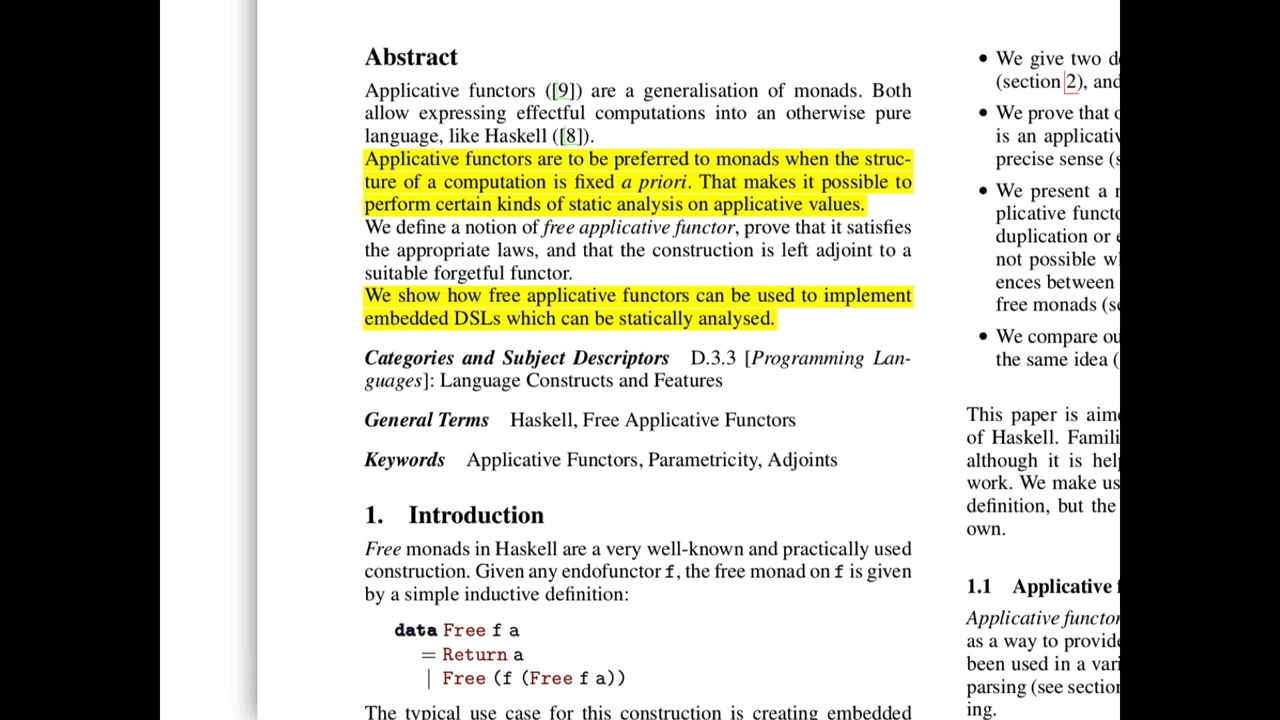 Abstract
Applicative functors ([9]) are a generalisation of monads. Both
allow expressing effectful computations into an otherwise pure
language, like Haskell ([8]).
Applicative functors are to be preferred to monads when the struc-
ture of a computation is fixed a priori. That makes it possible to
perform certain kinds of static analysis on applicative values.
We define a notion of free applicative functor, prove that it satisfies
the appropriate laws, and that the construction is left adjoint to a
suitable forgetful functor.
We show how free applicative functors can be used to implement
embedded DSLs which can be statically analysed.
Categories and Subject Descriptors D.3.3 [Programming Lan-
guages]: Language Constructs and Features
General Terms Haskell, Free Applicative Functors
Keywords Applicative Functors, Parametricity, Adjoints
1. Introduction
Free monads in Haskell are a very well-known and practically used
construction. Given any endofunctor f, the free monad on f is given
by a simple inductive definition:
data Free f a
= Return a
| Free (f (Free f a))
The typical use case for this construction is creating embedded
• We give two
(section 2), and
• We prove that
is an
precise sense
• We present a
plicative
duplication or
not possible
ences between
free monads
• We compare
the same idea (
This paper is
of Haskell.
although it is
work. We make
definition, but the
own.
1.1 Applicative
Applicative
as a way to
been used in a
parsing (see
ing.